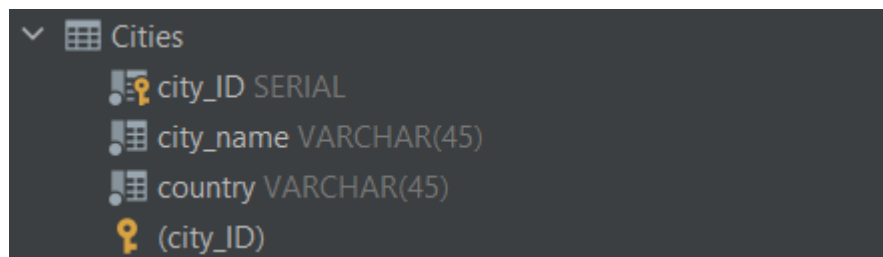 Cities
city_ID SERIAL
city_name VARCHAR(45)
country VARCHAR(45)
(city_ID)